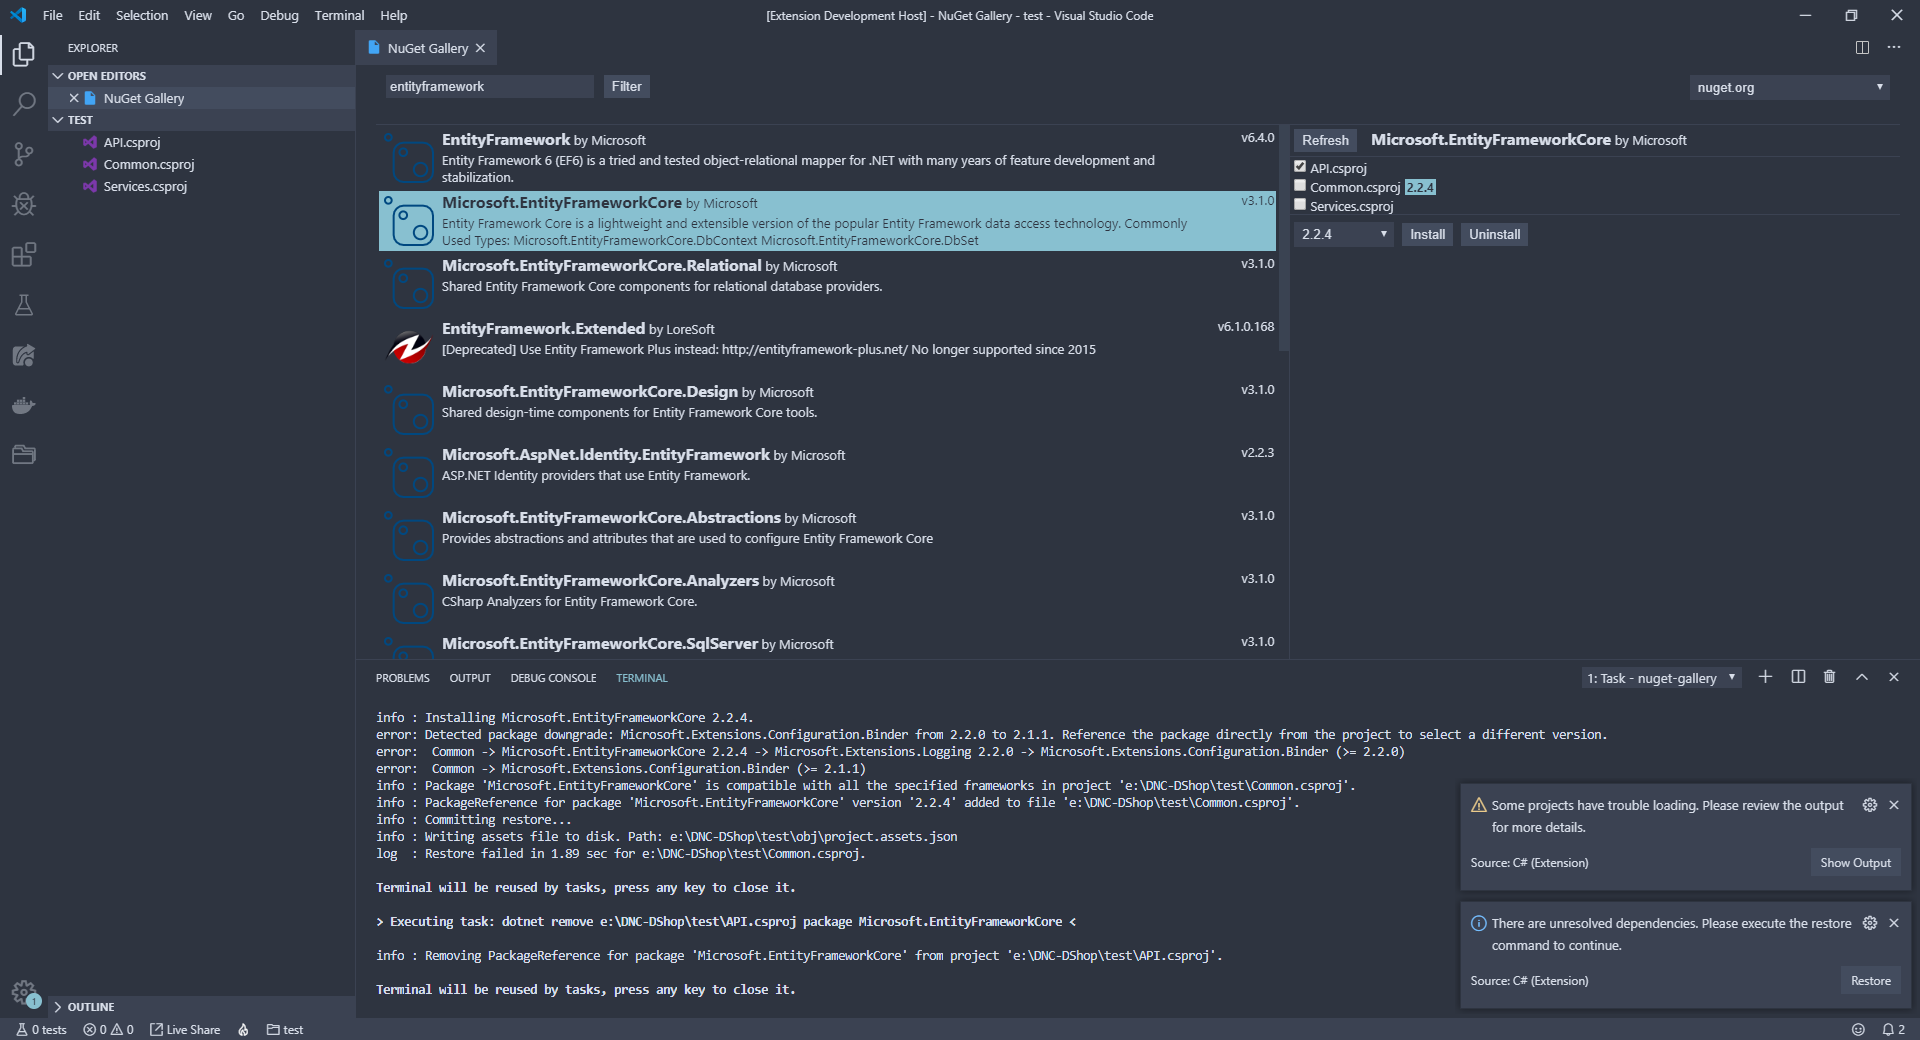 File Edit Selection View Go Debug Terminal Help
[Extension Development Host] - NuGet Gallery - test - Visual Studio Code
EXPLORER
OPEN EDITORS
NuGet Gallery
TEST
API.csproj
Common.csproj
Services.csproj
OUTLINE
NuGet Gallery
entityframework
Filter
nuget.org
EntityFramework by Microsoft v6.4.0
Entity Framework 6 (EF6) is a tried and tested object-relational mapper for .NET with many years of feature development and
stabilization.
Microsoft.EntityFrameworkCore by Microsoft v3.1.0
Entity Framework Core is a lightweight and extensible version of the popular Entity Framework data access technology. Commonly
Used Types: Microsoft.EntityFrameworkCore.DbContext Microsoft.EntityFrameworkCore.DbSet
Microsoft.EntityFrameworkCore.Relational by Microsoft v3.1.0
Shared Entity Framework Core components for relational database providers.
EntityFramework.Extended by LoreSoft v6.1.0.168
[Deprecated] Use Entity Framework Plus instead: http://entityframework-plus.net/ No longer supported since 2015
Microsoft.EntityFrameworkCore.Design by Microsoft v3.1.0
Shared design-time components for Entity Framework Core tools.
Microsoft.AspNet.Identity.EntityFramework by Microsoft v2.2.3
ASP.NET Identity providers that use Entity Framework.
Microsoft.EntityFrameworkCore.Abstractions by Microsoft v3.1.0
Provides abstractions and attributes that are used to configure Entity Framework Core
Microsoft.EntityFrameworkCore.Analyzers by Microsoft v3.1.0
CSharp Analyzers for Entity Framework Core.
Microsoft.EntityFrameworkCore.SqlServer by Microsoft v3.1.0
Refresh Microsoft.EntityFrameworkCore by Microsoft
API.csproj
Common.csproj 2.2.4
Services.csproj
2.2.4 Install Uninstall
PROBLEMS OUTPUT DEBUG CONSOLE TERMINAL
1: Task - nuget-gallery
info : Installing Microsoft.EntityFrameworkCore 2.2.4.
error: Detected package downgrade: Microsoft.Extensions.Configuration.Binder from 2.2.0 to 2.1.1. Reference the package directly from the project to select a different version.
error:  Common -> Microsoft.EntityFrameworkCore 2.2.4 -> Microsoft.Extensions.Logging 2.2.0 -> Microsoft.Extensions.Configuration.Binder (>= 2.2.0)
error:  Common -> Microsoft.Extensions.Configuration.Binder (>= 2.1.1)
info : Package 'Microsoft.EntityFrameworkCore' is compatible with all the specified frameworks in project 'e:\DNC-DShop\test\Common.csproj'.
info : PackageReference for package 'Microsoft.EntityFrameworkCore' version '2.2.4' added to file 'e:\DNC-DShop\test\Common.csproj'.
info : Committing restore...
info : Writing assets file to disk. Path: e:\DNC-DShop\test\obj\project.assets.json
log  : Restore failed in 1.89 sec for e:\DNC-DShop\test\Common.csproj.
Terminal will be reused by tasks, press any key to close it.
> Executing task: dotnet remove e:\DNC-DShop\test\API.csproj package Microsoft.EntityFrameworkCore <
info : Removing PackageReference for package 'Microsoft.EntityFrameworkCore' from project 'e:\DNC-DShop\test\API.csproj'.
Terminal will be reused by tasks, press any key to close it.
Some projects have trouble loading. Please review the output
for more details.
Source: C# (Extension) Show Output
There are unresolved dependencies. Please execute the restore
command to continue.
Source: C# (Extension) Restore
1
0 tests 0 0 Live Share test 2